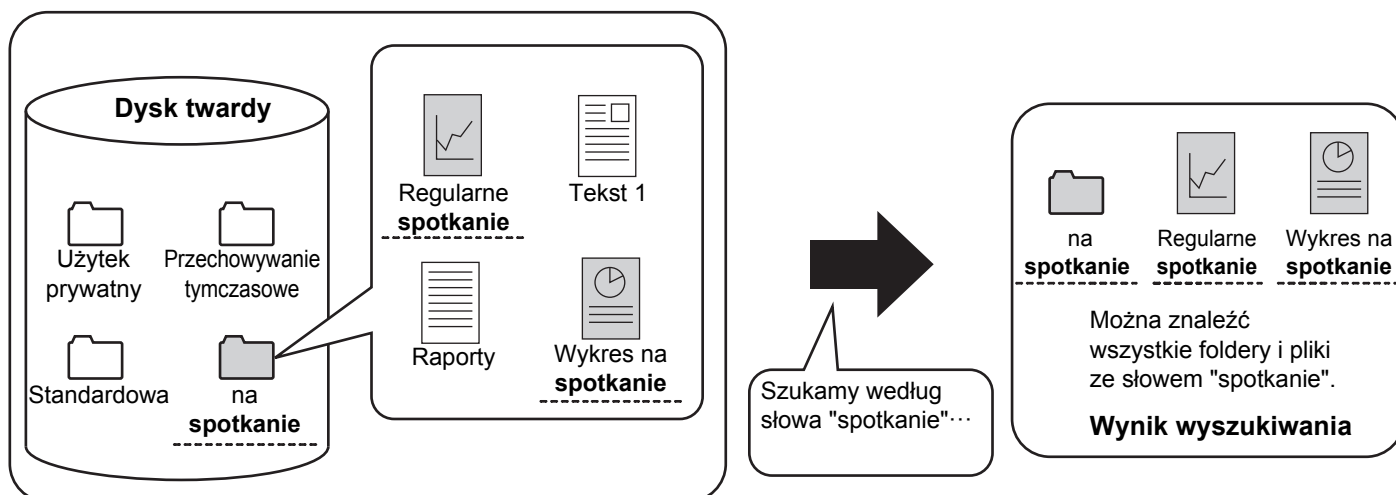 Dysk twardy
Użytek
prywatny
Przechowywanie
tymczasowe
Standardowa
na
spotkanie
Regularne
spotkanie
Tekst 1
Raporty
Wykres na
spotkanie
Szukamy według
słowa "spotkanie"···
na
spotkanie
Regularne
spotkanie
Wykres na
spotkanie
Można znaleźć
wszystkie foldery i pliki
ze słowem "spotkanie".
Wynik wyszukiwania